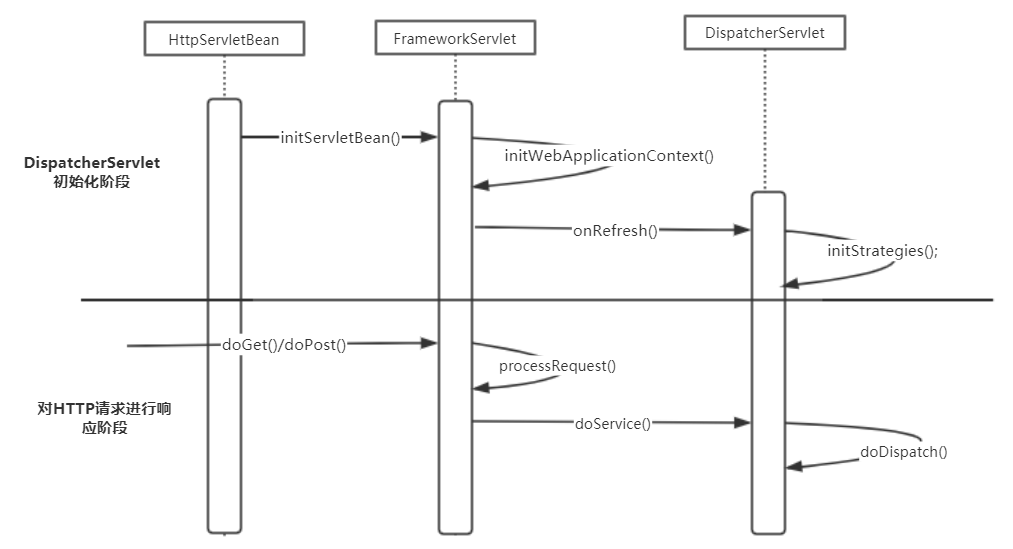 HttpServletBean
FrameworkServlet
DispatcherServlet
initServletBean()
initWebApplicationContext()
DispatcherServlet
初始化阶段
onRefresh()
initStrategies();
doGet()/doPost()
processRequest()
对HTTP请求进行响
应阶段
doService()
doDispatch()